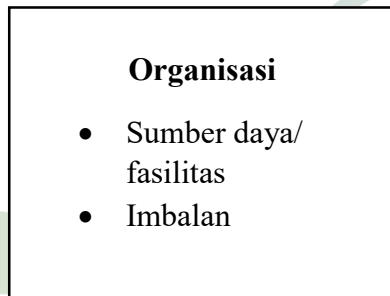 Organisasi
• Sumber daya/
fasilitas
• Imbalan